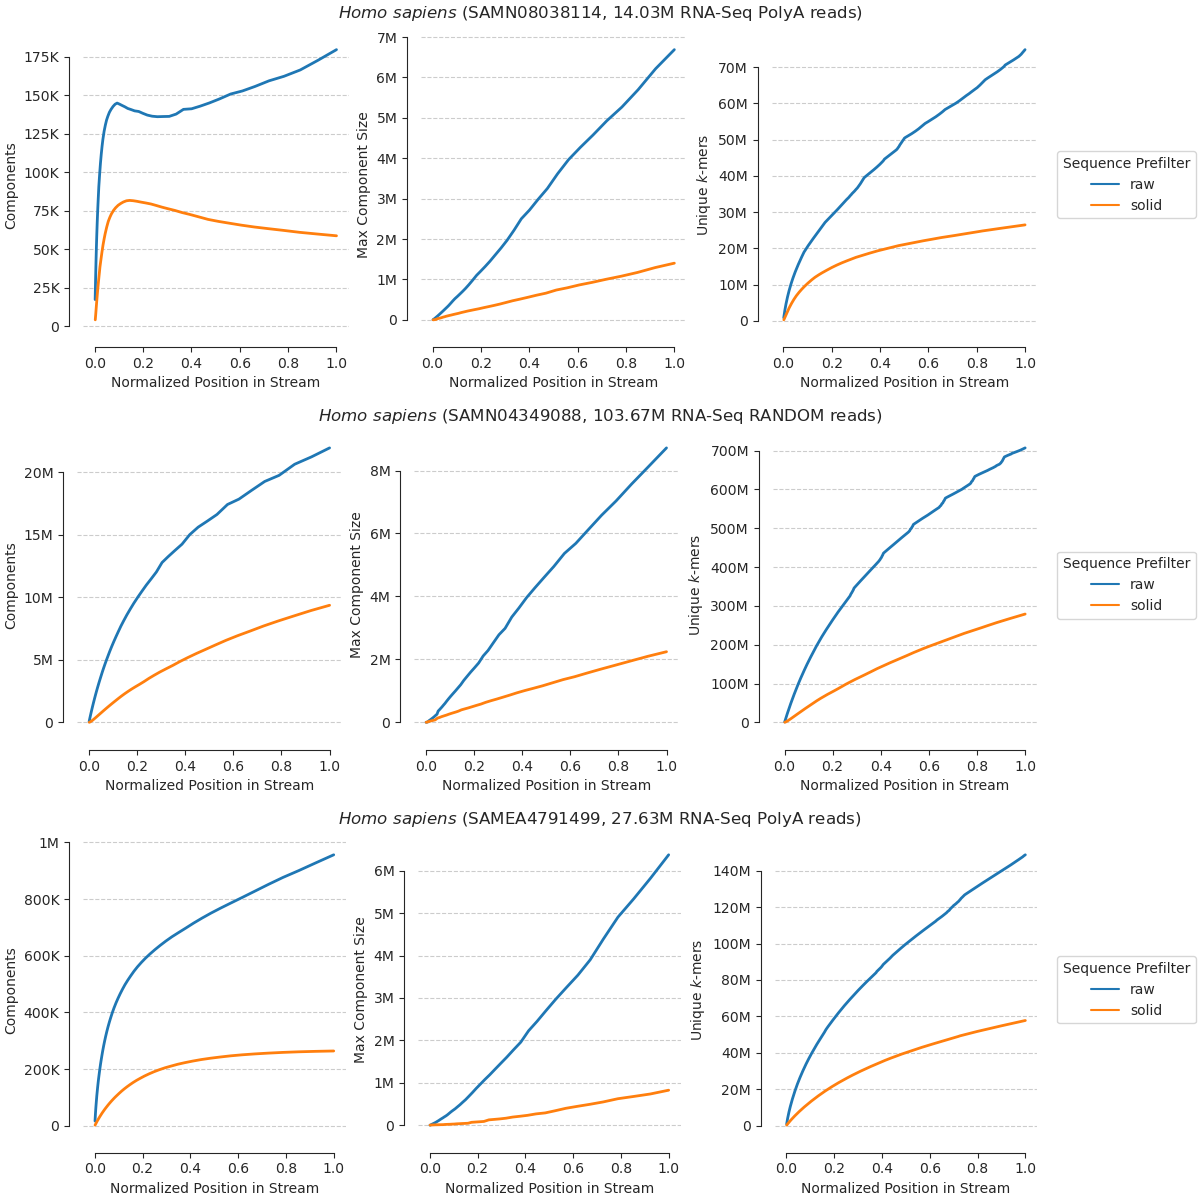 Homo sapiens (SAMN08038114, 14.03M RNA-Seq PolyA reads)
Components
175K
150K
125K
100K
75K
50K
25K
0
0.0 0.2 0.4 0.6 0.8 1.0
Normalized Position in Stream
Max Component Size
7M
6M
5M
4M
3M
2M
1M
0
0.0 0.2 0.4 0.6 0.8 1.0
Normalized Position in Stream
Unique k-mers
70M
60M
50M
40M
30M
20M
10M
0
0.0 0.2 0.4 0.6 0.8 1.0
Normalized Position in Stream
Sequence Prefilter
raw
solid
Homo sapiens (SAMN04349088, 103.67M RNA-Seq RANDOM reads)
Components
20M
15M
10M
5M
0
0.0 0.2 0.4 0.6 0.8 1.0
Normalized Position in Stream
Max Component Size
8M
6M
4M
2M
0
0.0 0.2 0.4 0.6 0.8 1.0
Normalized Position in Stream
Unique k-mers
700M
600M
500M
400M
300M
200M
100M
0
0.0 0.2 0.4 0.6 0.8 1.0
Normalized Position in Stream
Sequence Prefilter
raw
solid
Homo sapiens (SAMEA4791499, 27.63M RNA-Seq PolyA reads)
Components
1M
800K
600K
400K
200K
0
0.0 0.2 0.4 0.6 0.8 1.0
Normalized Position in Stream
Max Component Size
6M
5M
4M
3M
2M
1M
0
0.0 0.2 0.4 0.6 0.8 1.0
Normalized Position in Stream
Unique k-mers
140M
120M
100M
80M
60M
40M
20M
0
0.0 0.2 0.4 0.6 0.8 1.0
Normalized Position in Stream
Sequence Prefilter
raw
solid